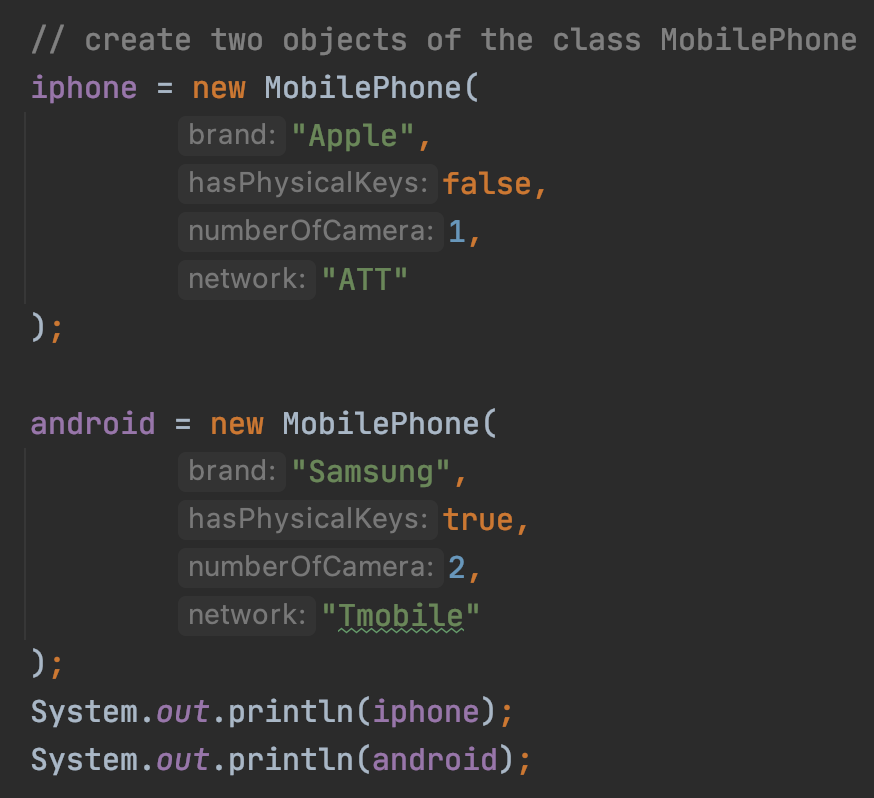 // create two objects of the class MobilePhone
iphone = new MobilePhone(
brand: "Apple",
hasPhysicalKeys: false,
numberOfCamera: 1,
network: "ATT"
);
android = new MobilePhone(
brand: "Samsung",
hasPhysicalKeys: true,
numberOfCamera: 2,
network: "Tmobile"
);
System.out.println(iphone);
System.out.println(android);